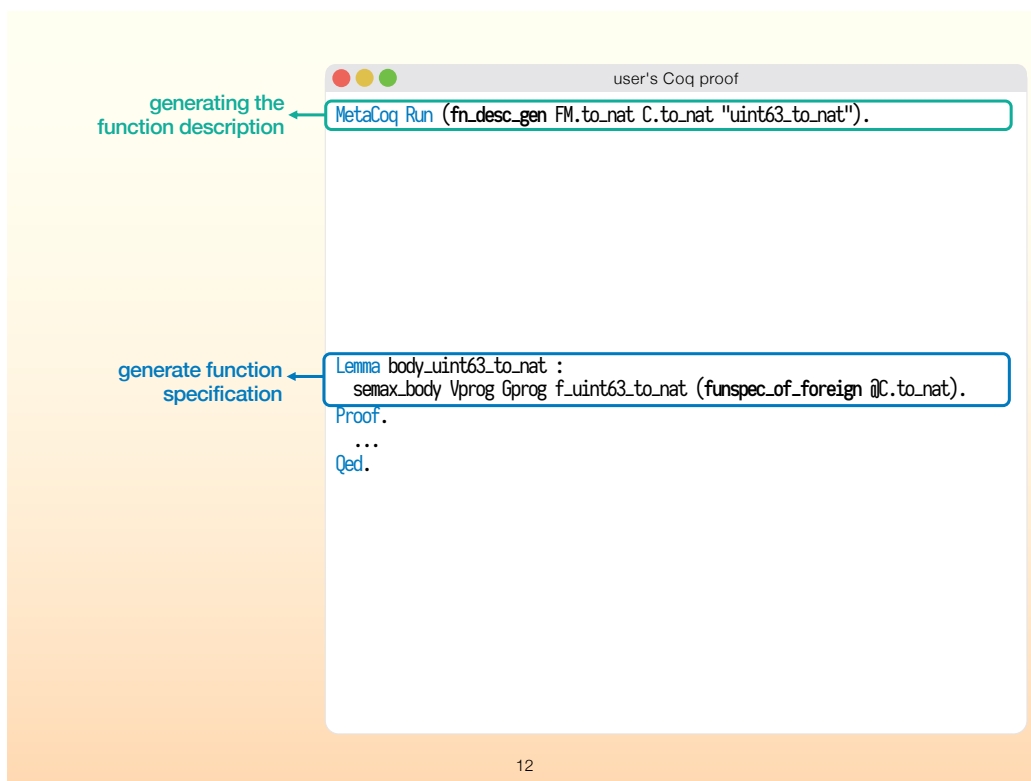 user's Coq proof
generating the
function description
MetaCoq Run (fn_desc_gen FM.to_nat C.to_nat "uint63_to_nat").
generate function
specification
Lemma body_uint63_to_nat :
semax_body Vprog Gprog f_uint63_to_nat (funspec_of_foreign @C.to_nat).
Proof.
...
Qed.
12